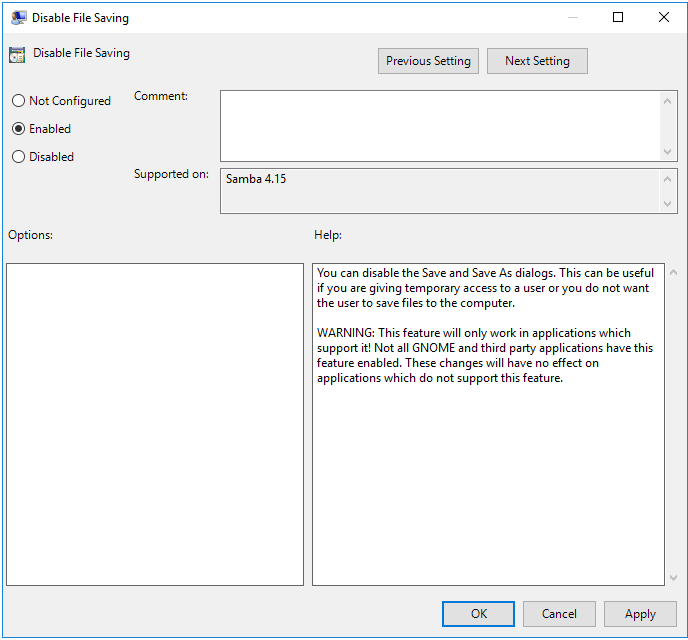 Disable File Saving
Disable File Saving
Previous Setting
Next Setting
Not Configured
Enabled
Disabled
Comment:
Supported on:
Samba 4.15
Options:
Help:
You can disable the Save and Save As dialogs. This can be useful
if you are giving temporary access to a user or you do not want
the user to save files to the computer.
WARNING: This feature will only work in applications which
support it! Not all GNOME and third party applications have this
feature enabled. These changes will have no effect on
applications which do not support this feature.
OK
Cancel
Apply